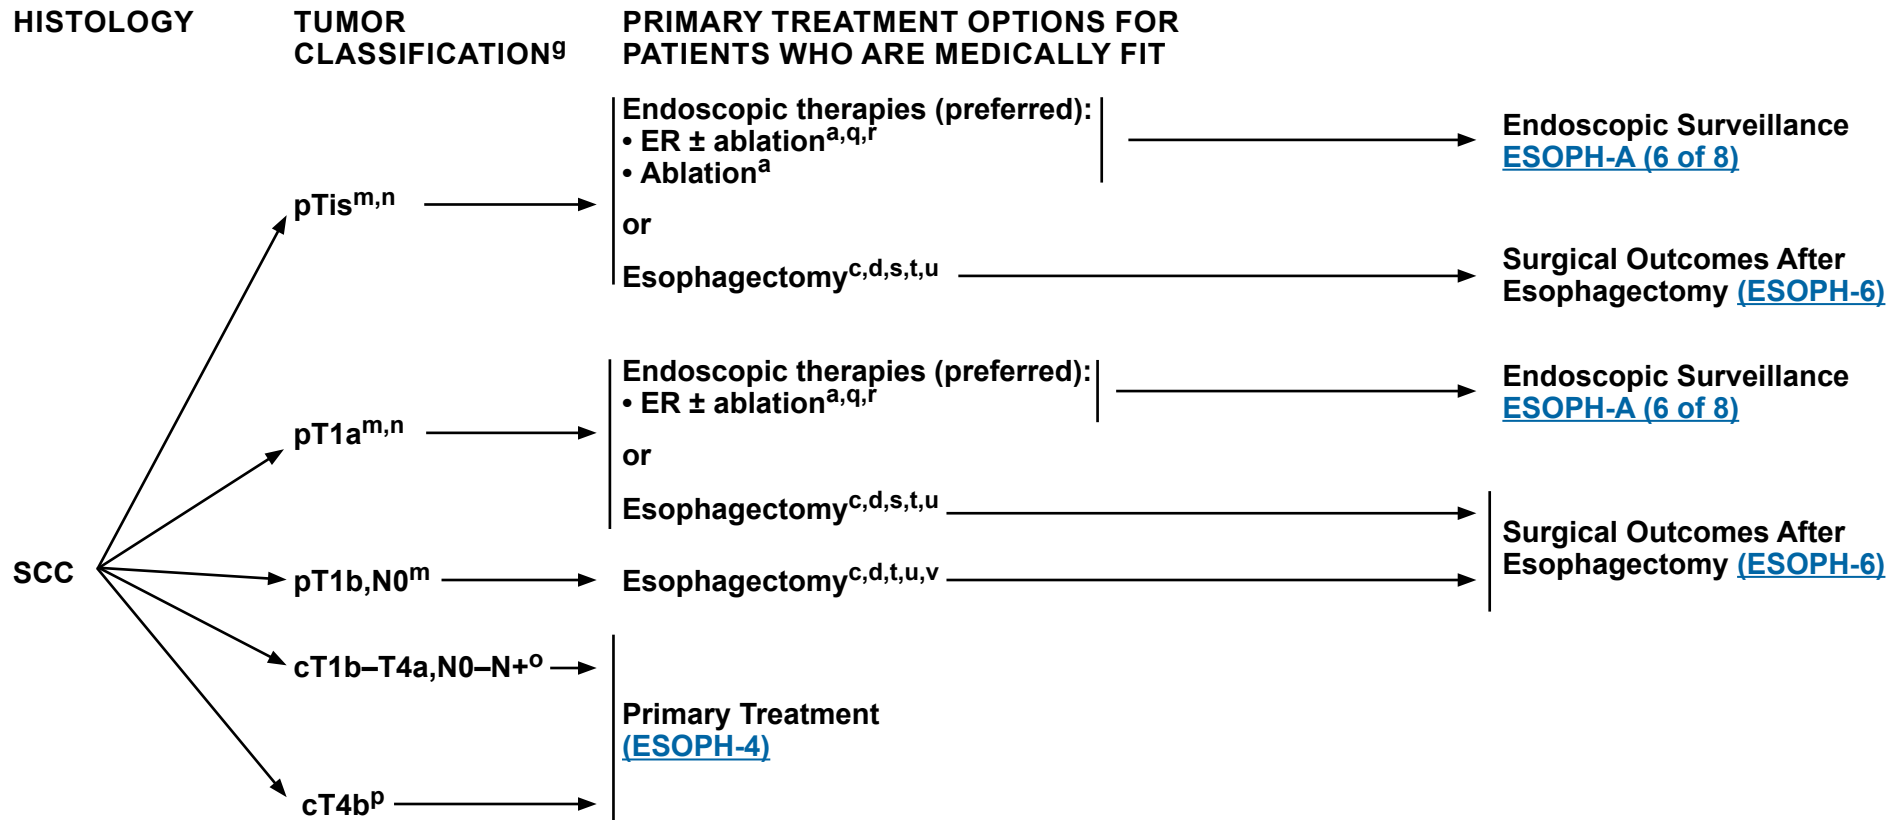 HISTOLOGY
TUMOR
CLASSIFICATIONg
PRIMARY TREATMENT OPTIONS FOR
PATIENTS WHO ARE MEDICALLY FIT
SCC
pTism,n
Endoscopic therapies (preferred):
• ER ± ablationa,q,r
• Ablationa
or
Esophagectomyc,d,s,t,u
Endoscopic Surveillance
ESOPH-A (6 of 8)
Surgical Outcomes After
Esophagectomy (ESOPH-6)
pT1am,n
Endoscopic therapies (preferred):
• ER ± ablationa,q,r
or
Esophagectomyc,d,s,t,u
Endoscopic Surveillance
ESOPH-A (6 of 8)
pT1b,N0m
Esophagectomyc,d,t,u,v
Surgical Outcomes After
Esophagectomy (ESOPH-6)
cT1b–T4a,N0–N+o
cT4bp
Primary Treatment
(ESOPH-4)